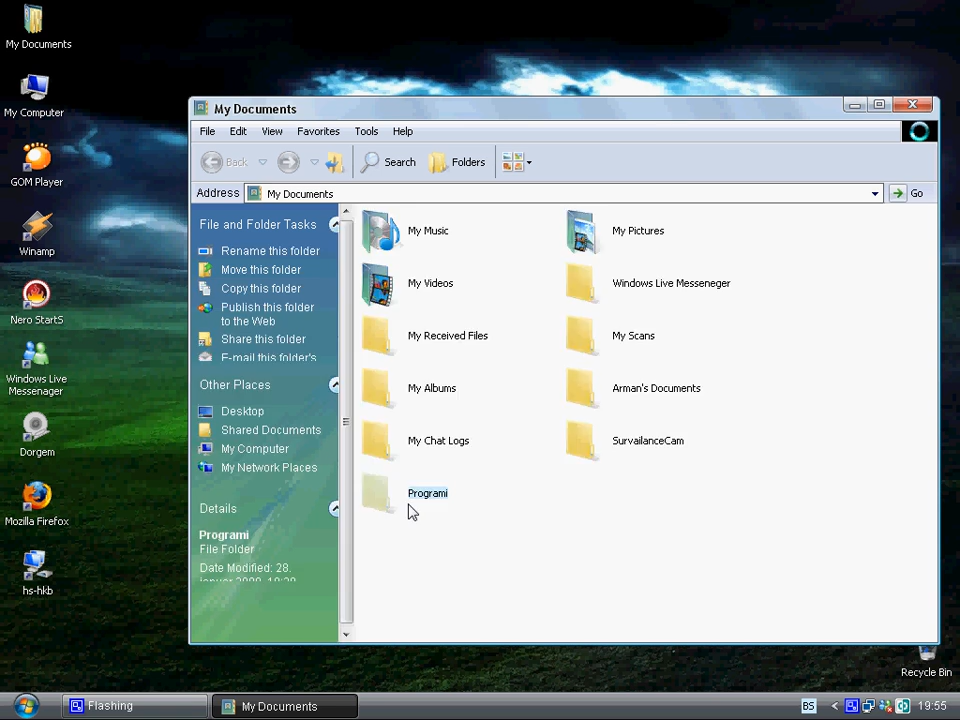 My Documents
My Computer
GOM Player
Winamp
Nero StartS
Windows Live
Messenager
Dorgem
Mozilla Firefox
hs-hkb
My Documents
File Edit View Favorites Tools Help
Back Search Folders
Address My Documents Go
File and Folder Tasks
Rename this folder
Move this folder
Copy this folder
Publish this folder
to the Web
Share this folder
E-mail this folder's
Other Places
Desktop
Shared Documents
My Computer
My Network Places
Details
Programi
File Folder
Date Modified: 28.
My Music
My Pictures
My Videos
Windows Live Messeneger
My Received Files
My Scans
My Albums
Arman's Documents
My Chat Logs
SurvailanceCam
Programi
Recycle Bin
Flashing
My Documents
BS
19:55